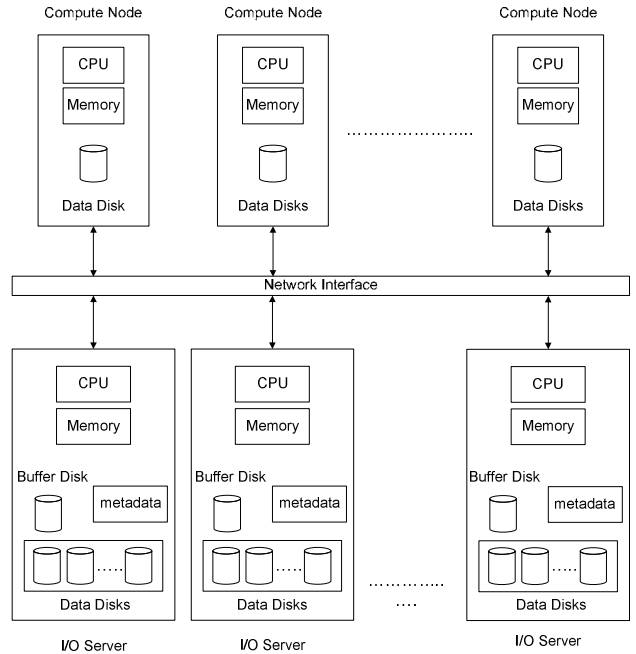 Compute Node
Compute Node
Compute Node
CPU
CPU
CPU
Memory
Memory
Memory
........................
Data Disk
Data Disks
Data Disks
Network Interface
CPU
CPU
CPU
Memory
Memory
Memory
Buffer Disk
Buffer Disk
Buffer Disk
metadata
metadata
metadata
.....
.....
.....
..............
....
Data Disks
Data Disks
Data Disks
I/O Server
I/O Server
I/O Server